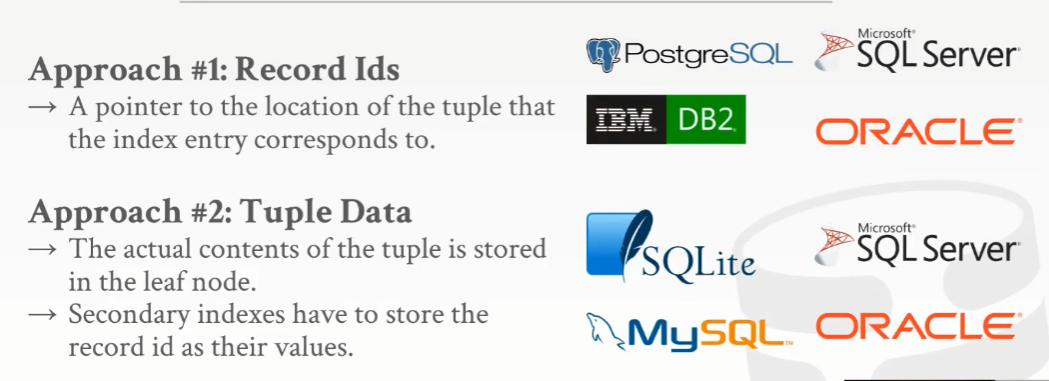 Approach #1: Record Ids
→ A pointer to the location of the tuple that
the index entry corresponds to.
PostgreSQL
Microsoft®
SQL Server®
IBM® DB2®
ORACLE®
Approach #2: Tuple Data
→ The actual contents of the tuple is stored
in the leaf node.
→ Secondary indexes have to store the
record id as their values.
SQLite
Microsoft®
SQL Server®
MySQL™
ORACLE®